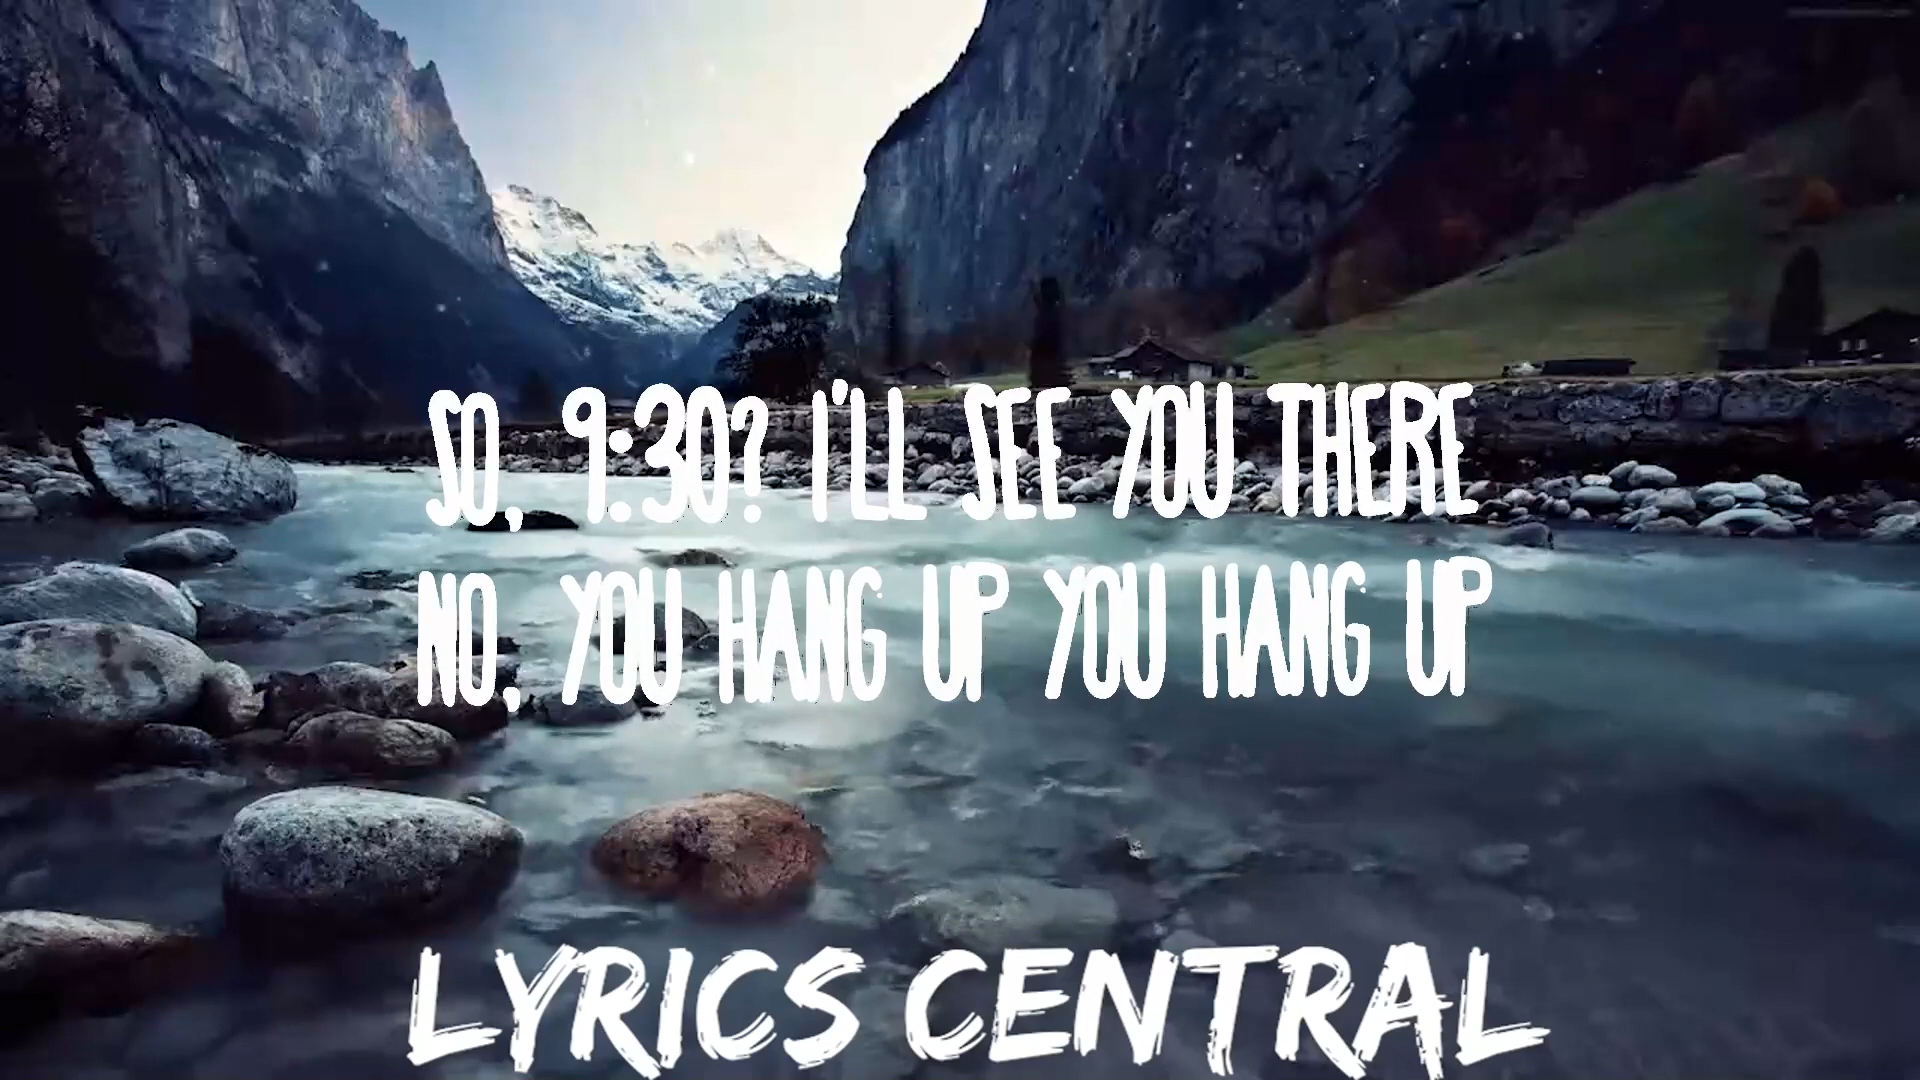 SO, 9:30? I'LL SEE YOU THERE
NO, YOU HANG UP YOU HANG UP
LYRICS CENTRAL